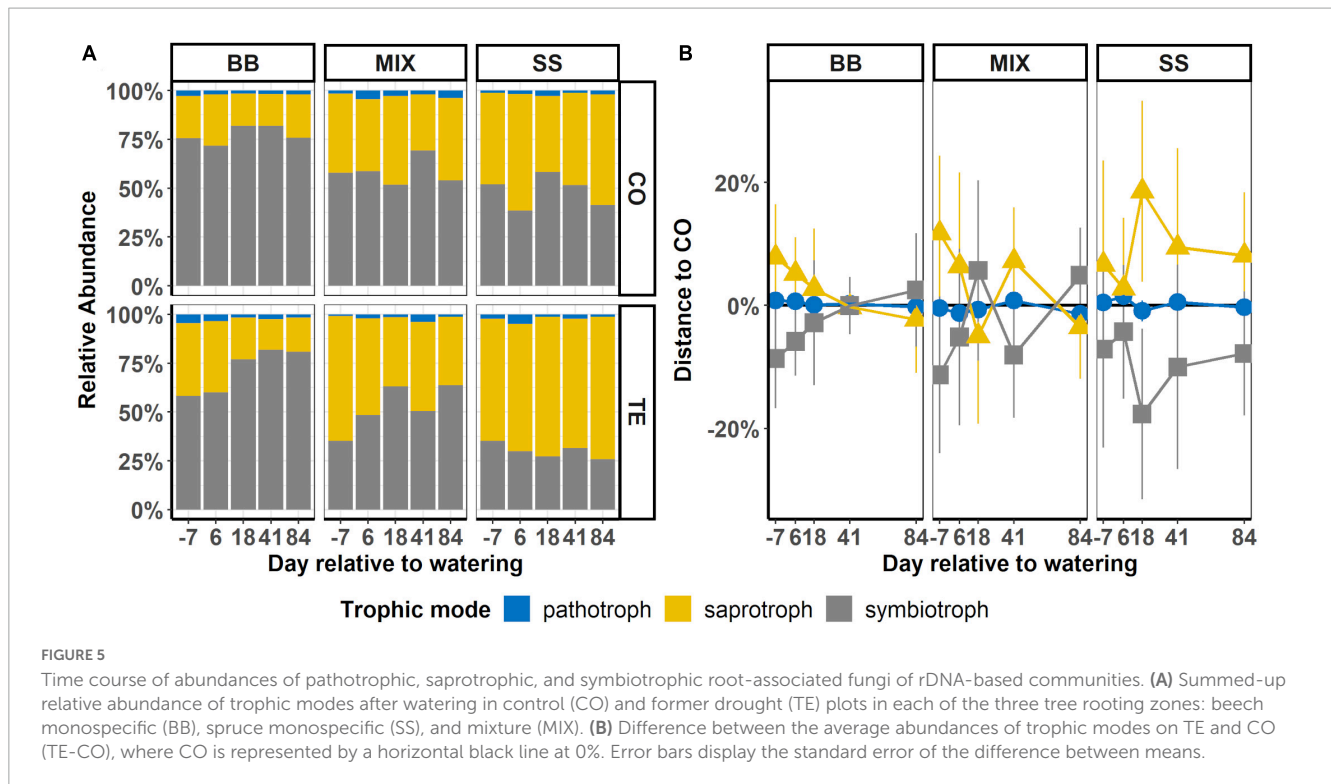 A
BB MIX SS
100%
75%
50%
25%
0%
CO
100%
75%
50%
25%
0%
TE
Relative Abundance
-7 6 18 41 84 -7 6 18 41 84 -7 6 18 41 84
Day relative to watering
B
BB MIX SS
20%
0%
-20%
Distance to CO
-7 6 18 41 84 -7 6 18 41 84 -7 6 18 41 84
Day relative to watering
Trophic mode pathotroph saprotroph symbiotroph
FIGURE 5
Time course of abundances of pathotrophic, saprotrophic, and symbiotrophic root-associated fungi of rDNA-based communities. (A) Summed-up
relative abundance of trophic modes after watering in control (CO) and former drought (TE) plots in each of the three tree rooting zones: beech
monospecific (BB), spruce monospecific (SS), and mixture (MIX). (B) Difference between the average abundances of trophic modes on TE and CO
(TE-CO), where CO is represented by a horizontal black line at 0%. Error bars display the standard error of the difference between means.